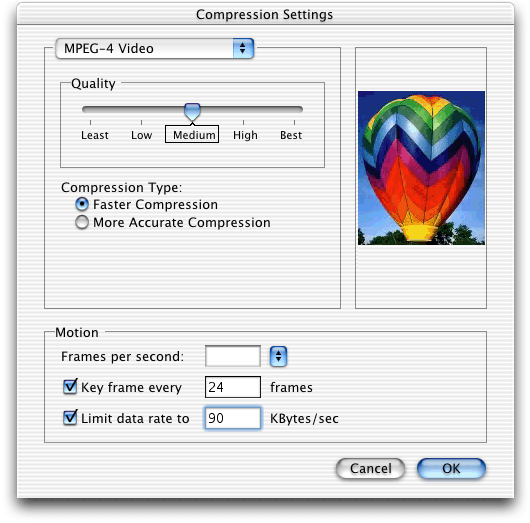 Compression Settings
MPEG-4 Video
Quality
Least Low Medium High Best
Compression Type:
Faster Compression
More Accurate Compression
Motion
Frames per second:
Key frame every 24 frames
Limit data rate to 90 KBytes/sec
Cancel OK